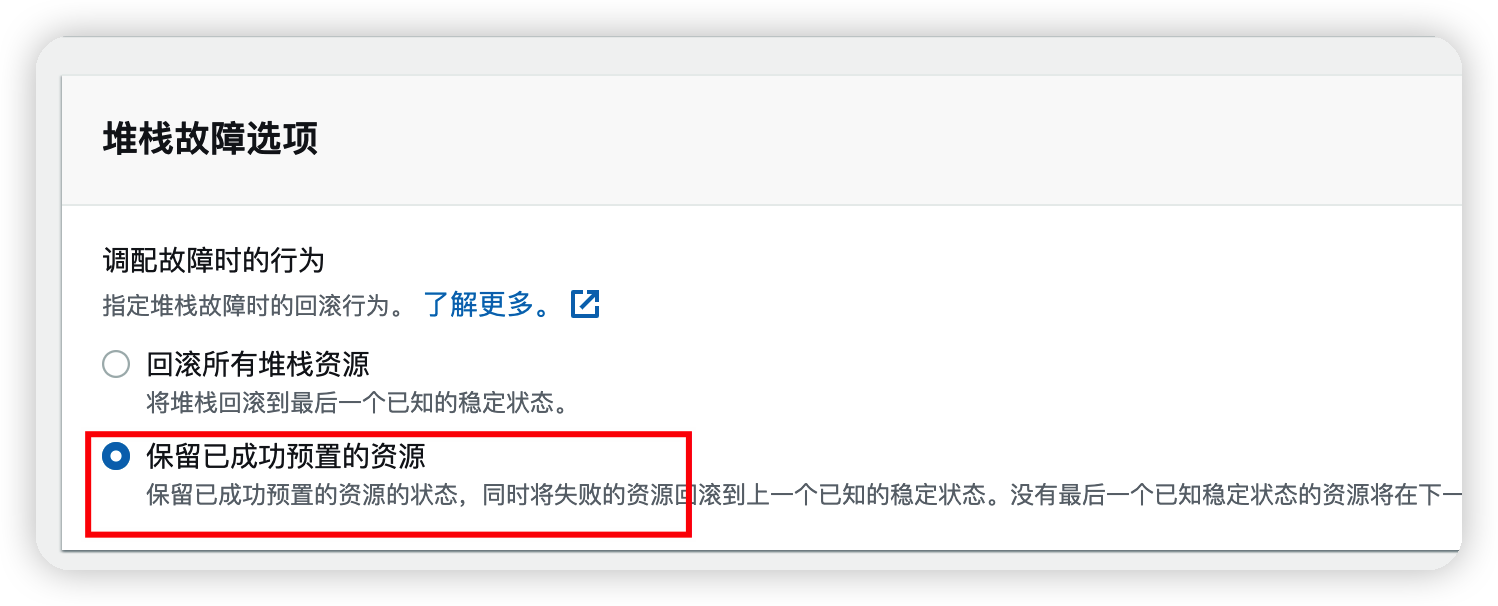 堆栈故障选项
调配故障时的行为
指定堆栈故障时的回滚行为。 了解更多。
回滚所有堆栈资源
将堆栈回滚到最后一个已知的稳定状态。
保留已成功预置的资源
保留已成功预置的资源的状态，同时将失败的资源回滚到上一个已知的稳定状态。没有最后一个已知稳定状态的资源将在下一